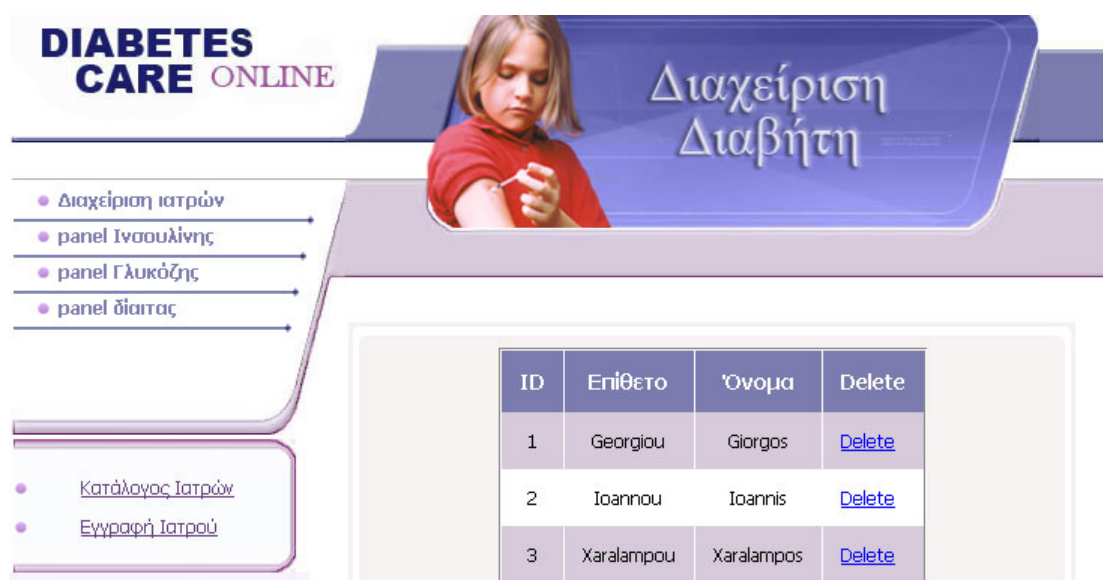 DIABETES
CARE ONLINE
Διαχείριση
Διαβήτη
Διαχείριση ιατρών
panel Ινσουλίνης
panel Γλυκόζης
panel δίαιτας
Κατάλογος Ιατρών
Εγγραφή Ιατρού
ID Επίθετο Όνομα Delete
1 Georgiou Giorgos Delete
2 Ioannou Ioannis Delete
3 Xaralampou Xaralampos Delete